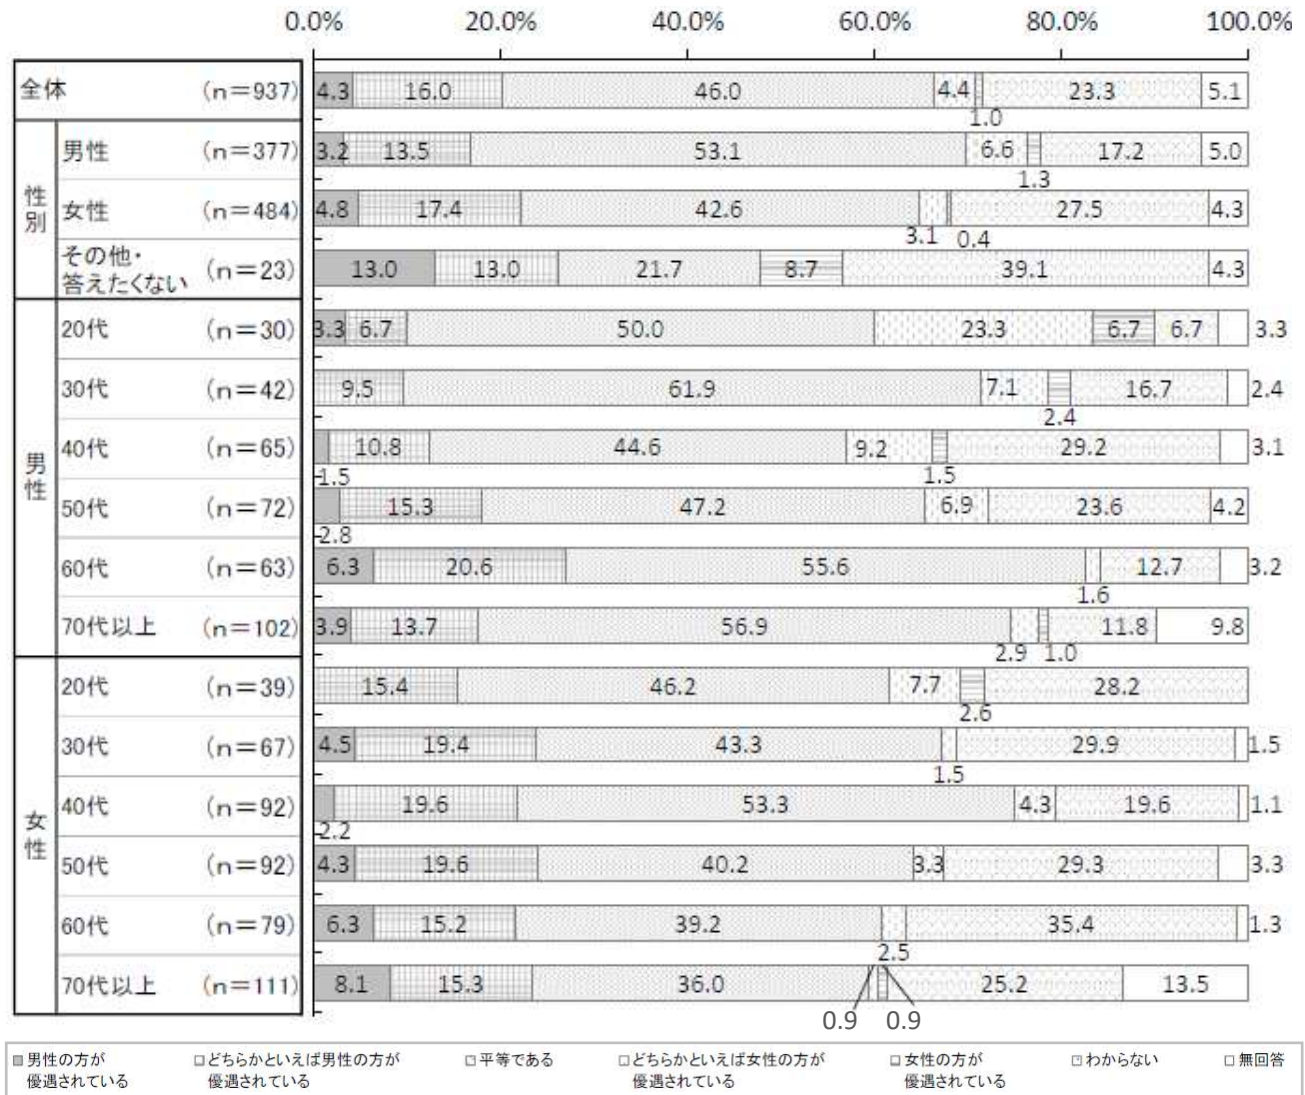 0.0% 20.0% 40.0% 60.0% 80.0% 100.0%
全体 (n=937) 4.3 16.0 46.0 4.4 1.0 23.3 5.1
性別
男性 (n=377) 3.2 13.5 53.1 6.6 1.3 17.2 5.0
女性 (n=484) 4.8 17.4 42.6 3.1 0.4 27.5 4.3
その他・
答えたくない (n=23) 13.0 13.0 21.7 8.7 39.1 4.3
男性
20代 (n=30) 3.3 6.7 50.0 23.3 6.7 6.7 3.3
30代 (n=42) 9.5 61.9 7.1 2.4 16.7 2.4
40代 (n=65) 1.5 10.8 44.6 9.2 1.5 29.2 3.1
50代 (n=72) 2.8 15.3 47.2 6.9 23.6 4.2
60代 (n=63) 6.3 20.6 55.6 1.6 12.7 3.2
70代以上 (n=102) 3.9 13.7 56.9 2.9 1.0 11.8 9.8
女性
20代 (n=39) 15.4 46.2 7.7 2.6 28.2
30代 (n=67) 4.5 19.4 43.3 1.5 29.9 1.5
40代 (n=92) 2.2 19.6 53.3 4.3 19.6 1.1
50代 (n=92) 4.3 19.6 40.2 3.3 29.3 3.3
60代 (n=79) 6.3 15.2 39.2 2.5 35.4 1.3
70代以上 (n=111) 8.1 15.3 36.0 0.9 0.9 25.2 13.5
男性の方が
優遇されている
どちらかといえば男性の方が
優遇されている
平等である
どちらかといえば女性の方が
優遇されている
女性の方が
優遇されている
わからない
無回答